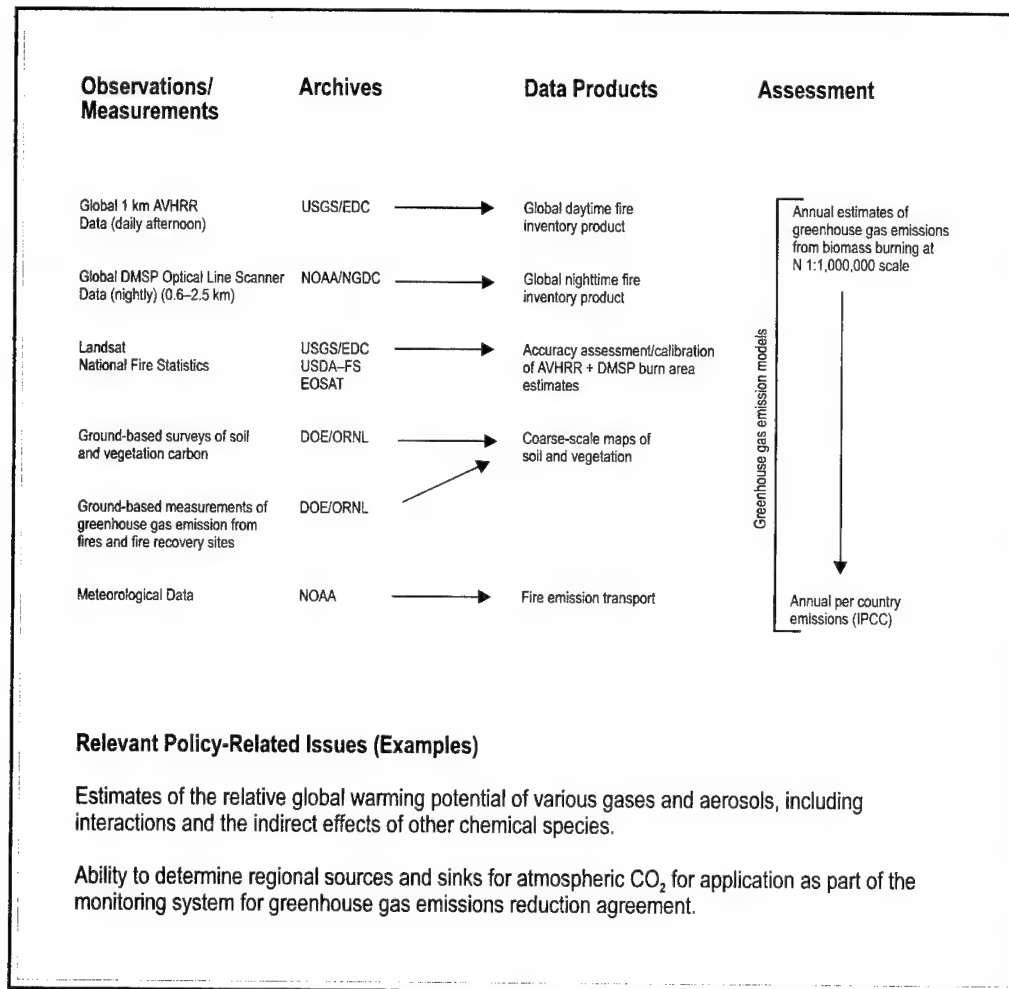 Observations/
Measurements
Archives
Data Products
Assessment
Global 1 km AVHRR
Data (daily afternoon)
USGS/EDC
Global daytime fire
inventory product
Global DMSP Optical Line Scanner
Data (nightly) (0.6–2.5 km)
NOAA/NGDC
Global nighttime fire
inventory product
Landsat
National Fire Statistics
USGS/EDC
USDA–FS
EOSAT
Accuracy assessment/calibration
of AVHRR + DMSP burn area
estimates
Ground-based surveys of soil
and vegetation carbon
DOE/ORNL
Coarse-scale maps of
soil and vegetation
Ground-based measurements of
greenhouse gas emission from
fires and fire recovery sites
DOE/ORNL
Meteorological Data
NOAA
Fire emission transport
Greenhouse gas emission models
Annual estimates of
greenhouse gas emissions
from biomass burning at
N 1:1,000,000 scale
Annual per country
emissions (IPCC)
Relevant Policy-Related Issues (Examples)
Estimates of the relative global warming potential of various gases and aerosols, including
interactions and the indirect effects of other chemical species.
Ability to determine regional sources and sinks for atmospheric CO₂ for application as part of the
monitoring system for greenhouse gas emissions reduction agreement.